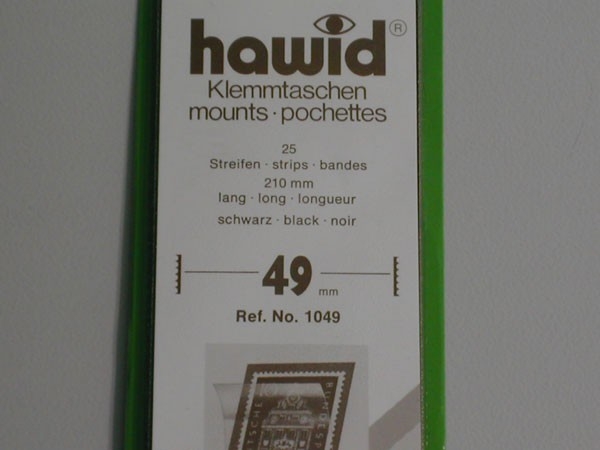 hawid ®
Klemmtaschen
mounts · pochettes
25
Streifen · strips · bandes
210 mm
lang · long · longueur
schwarz · black · noir
49 mm
Ref. No. 1049